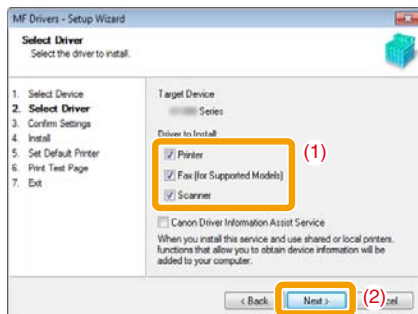 MF Drivers - Setup Wizard
Select Driver
Select the driver to install.
1. Select Device
2. Select Driver
3. Confirm Settings
4. Install
5. Set Default Printer
6. Print Test Page
7. Exit
Target Device
Series
Driver to Install
Printer
(1)
Fax (for Supported Models)
Scanner
Canon Driver Information Assist Service
When you install this service and use shared or local printers,
functions that allow you to obtain device information will be
added to your computer.
< Back
Next >
(2)